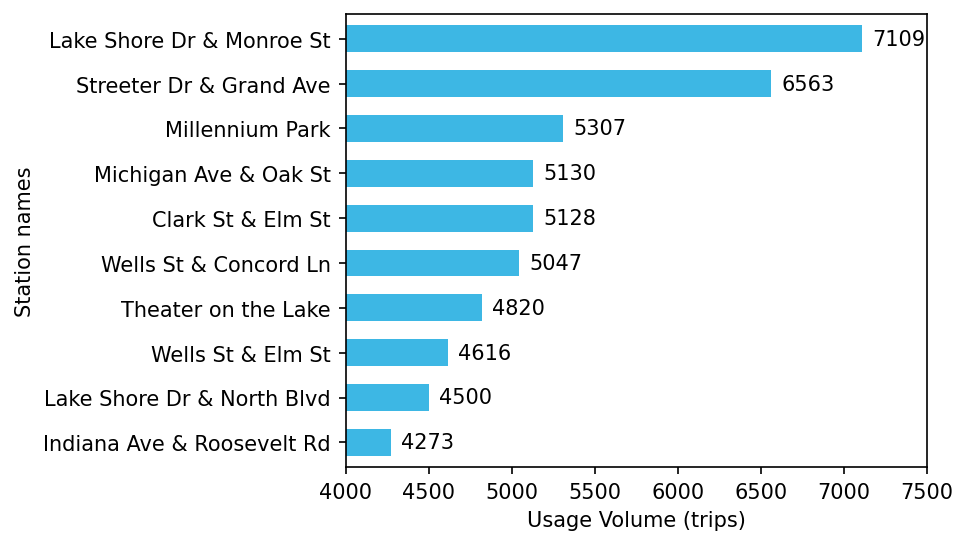 Station names
Lake Shore Dr & Monroe St 7109
Streeter Dr & Grand Ave 6563
Millennium Park 5307
Michigan Ave & Oak St 5130
Clark St & Elm St 5128
Wells St & Concord Ln 5047
Theater on the Lake 4820
Wells St & Elm St 4616
Lake Shore Dr & North Blvd 4500
Indiana Ave & Roosevelt Rd 4273
4000 4500 5000 5500 6000 6500 7000 7500
Usage Volume (trips)